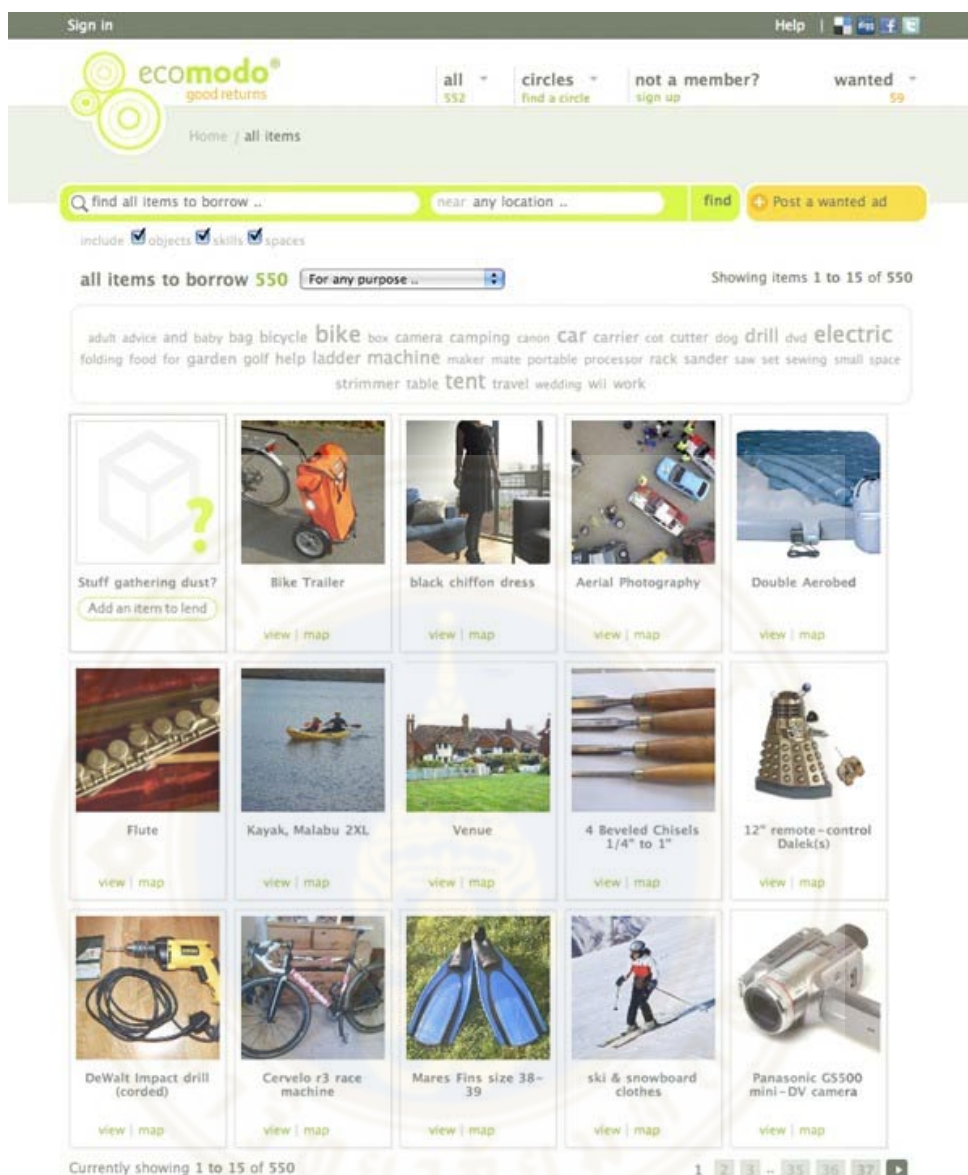 Sign in Help |
ecomodo®
good returns
all circles not a member? wanted
552 find a circle sign up 59
Home / all items
find all items to borrow .. near any location .. find Post a wanted ad
include objects skills spaces
all items to borrow 550 For any purpose .. Showing items 1 to 15 of 550
adult advice and baby bag bicycle bike box camera camping canon car carrier cot cutter dog drill dvd electric
folding food for garden golf help ladder machine maker mate portable processor rack sander saw set sewing small space
strimmer table tent travel wedding wii work
?
Stuff gathering dust? Bike Trailer black chiffon dress Aerial Photography Double Aerobed
Add an item to lend
view | map view | map view | map view | map
Flute Kayak, Malabu 2XL Venue 4 Beveled Chisels 12" remote-control
1/4" to 1" Dalek(s)
view | map view | map view | map view | map view | map
DeWalt Impact drill Cervelo r3 race Mares Fins size 38- ski & snowboard Panasonic GS500
(corded) machine 39 clothes mini-DV camera
view | map view | map view | map view | map view | map
Currently showing 1 to 15 of 550 1 2 3 .. 35 36 37